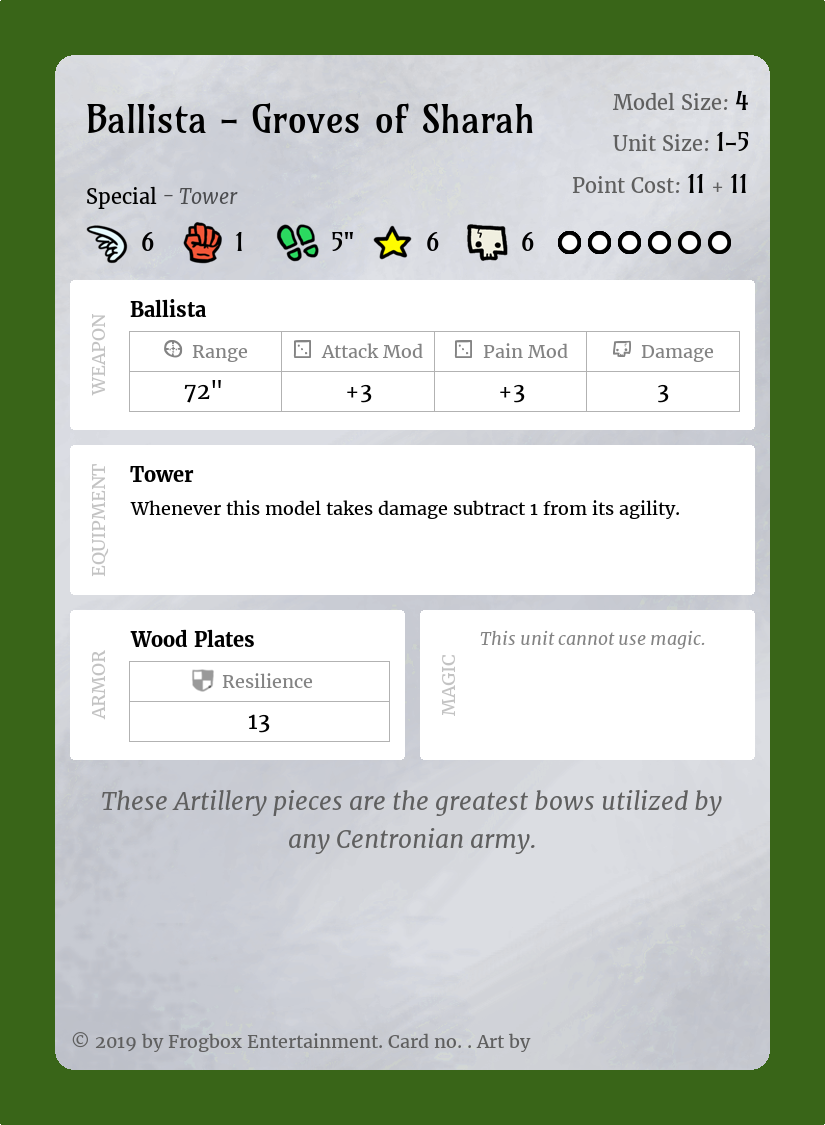 Ballista – Groves of Sharah
Model Size: 4
Unit Size: 1–5
Point Cost: 11 + 11
Special – Tower
6 1 5" 6 6
WEAPON
Ballista
Range Attack Mod Pain Mod Damage
72" +3 +3 3
EQUIPMENT
Tower
Whenever this model takes damage subtract 1 from its agility.
ARMOR
Wood Plates
Resilience
13
MAGIC
This unit cannot use magic.
These Artillery pieces are the greatest bows utilized by
any Centronian army.
© 2019 by Frogbox Entertainment. Card no. . Art by